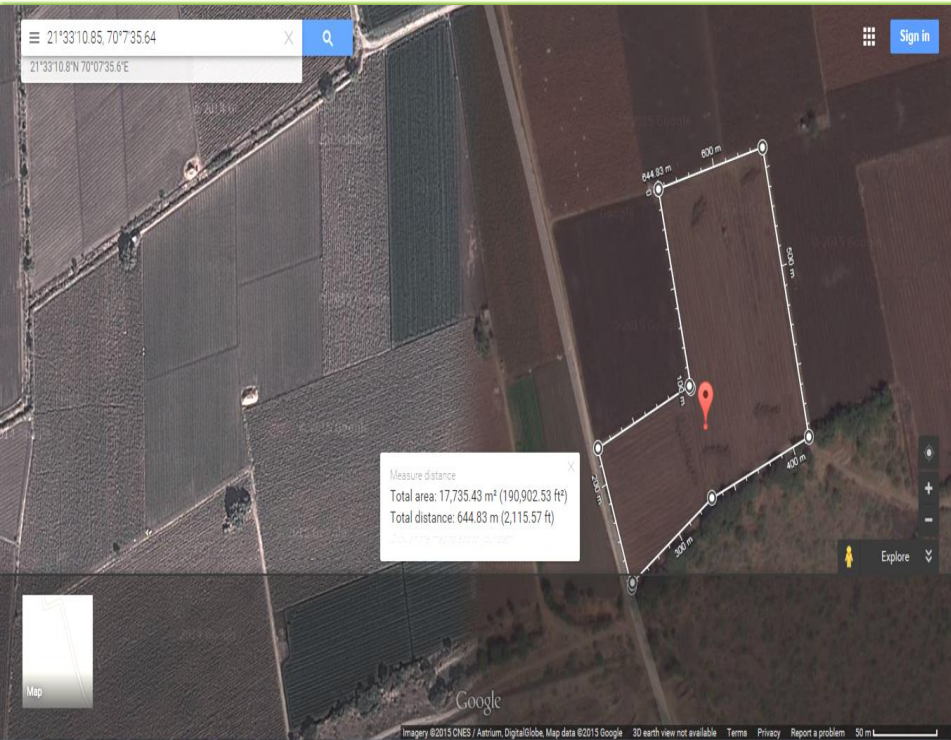 21°33'10.85, 70°7'35.64
21°33'10.8"N 70°07'35.6"E
Sign in
644.83 m
600 m
500 m
100 m
200 m
400 m
300 m
Measure distance
Total area: 17,735.43 m² (190,902.53 ft²)
Total distance: 644.83 m (2,115.57 ft)
Explore
Map
Google
Imagery ©2015 CNES / Astrium, DigitalGlobe, Map data ©2015 Google 3D earth view not available Terms Privacy Report a problem 50 m